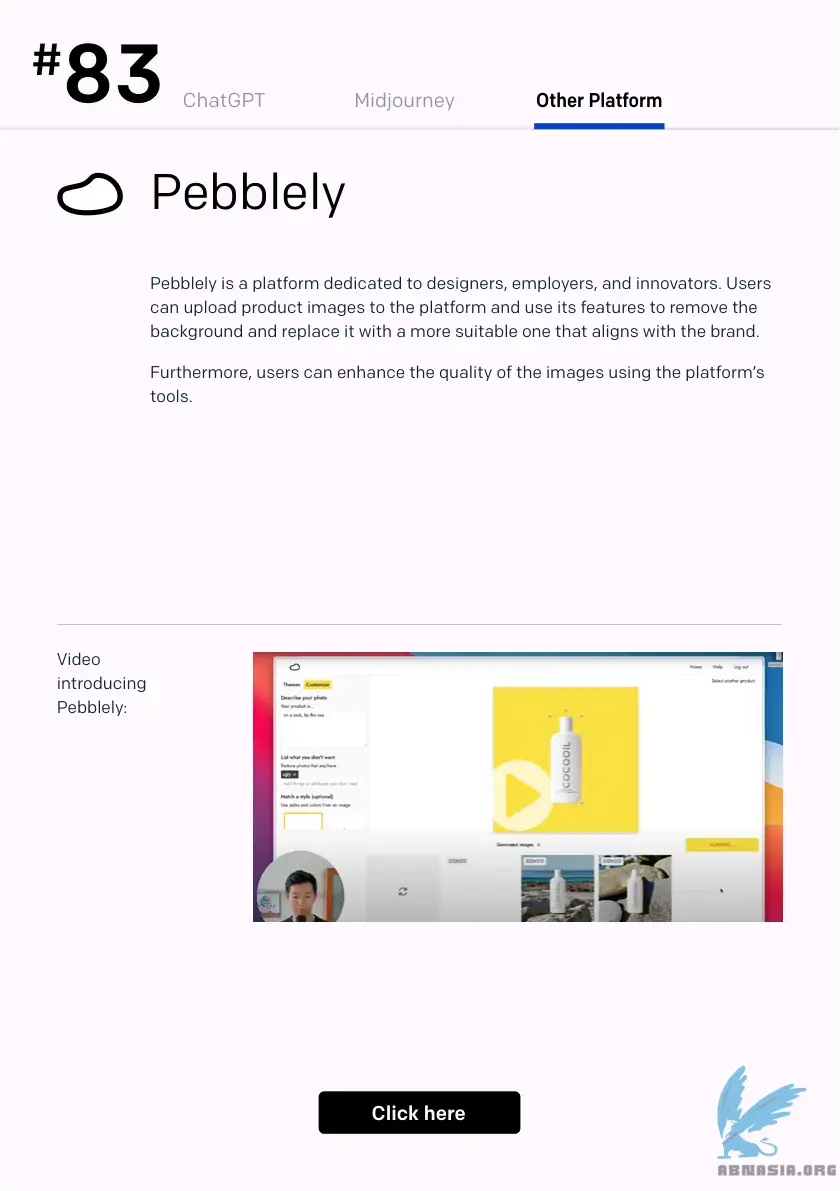 #83
ChatGPT
Midjourney
Other Platform
Pebblely
Pebblely is a platform dedicated to designers, employers, and innovators. Users
can upload product images to the platform and use its features to remove the
background and replace it with a more suitable one that aligns with the brand.
Furthermore, users can enhance the quality of the images using the platform's
tools.
Video
introducing
Pebblely:
Home Help Log out
Select another product
Themes Customize
Describe your photo
Your product is...
on a rock, by the sea
List what you don't want
Reduce photos that are/have...
ugly x
Match a style (optional)
Use styles and colors from an image
COCOOIL
Generated images
Click here
ABNASIA.ORG